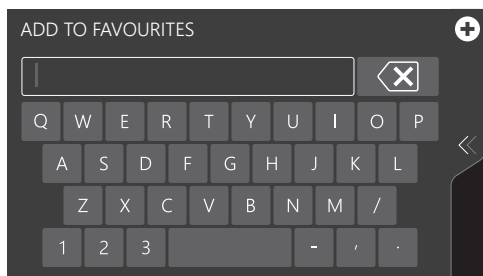 ADD TO FAVOURITES
Q W E R T Y U I O P
A S D F G H J K L
Z X C V B N M /
1 2 3 - , .